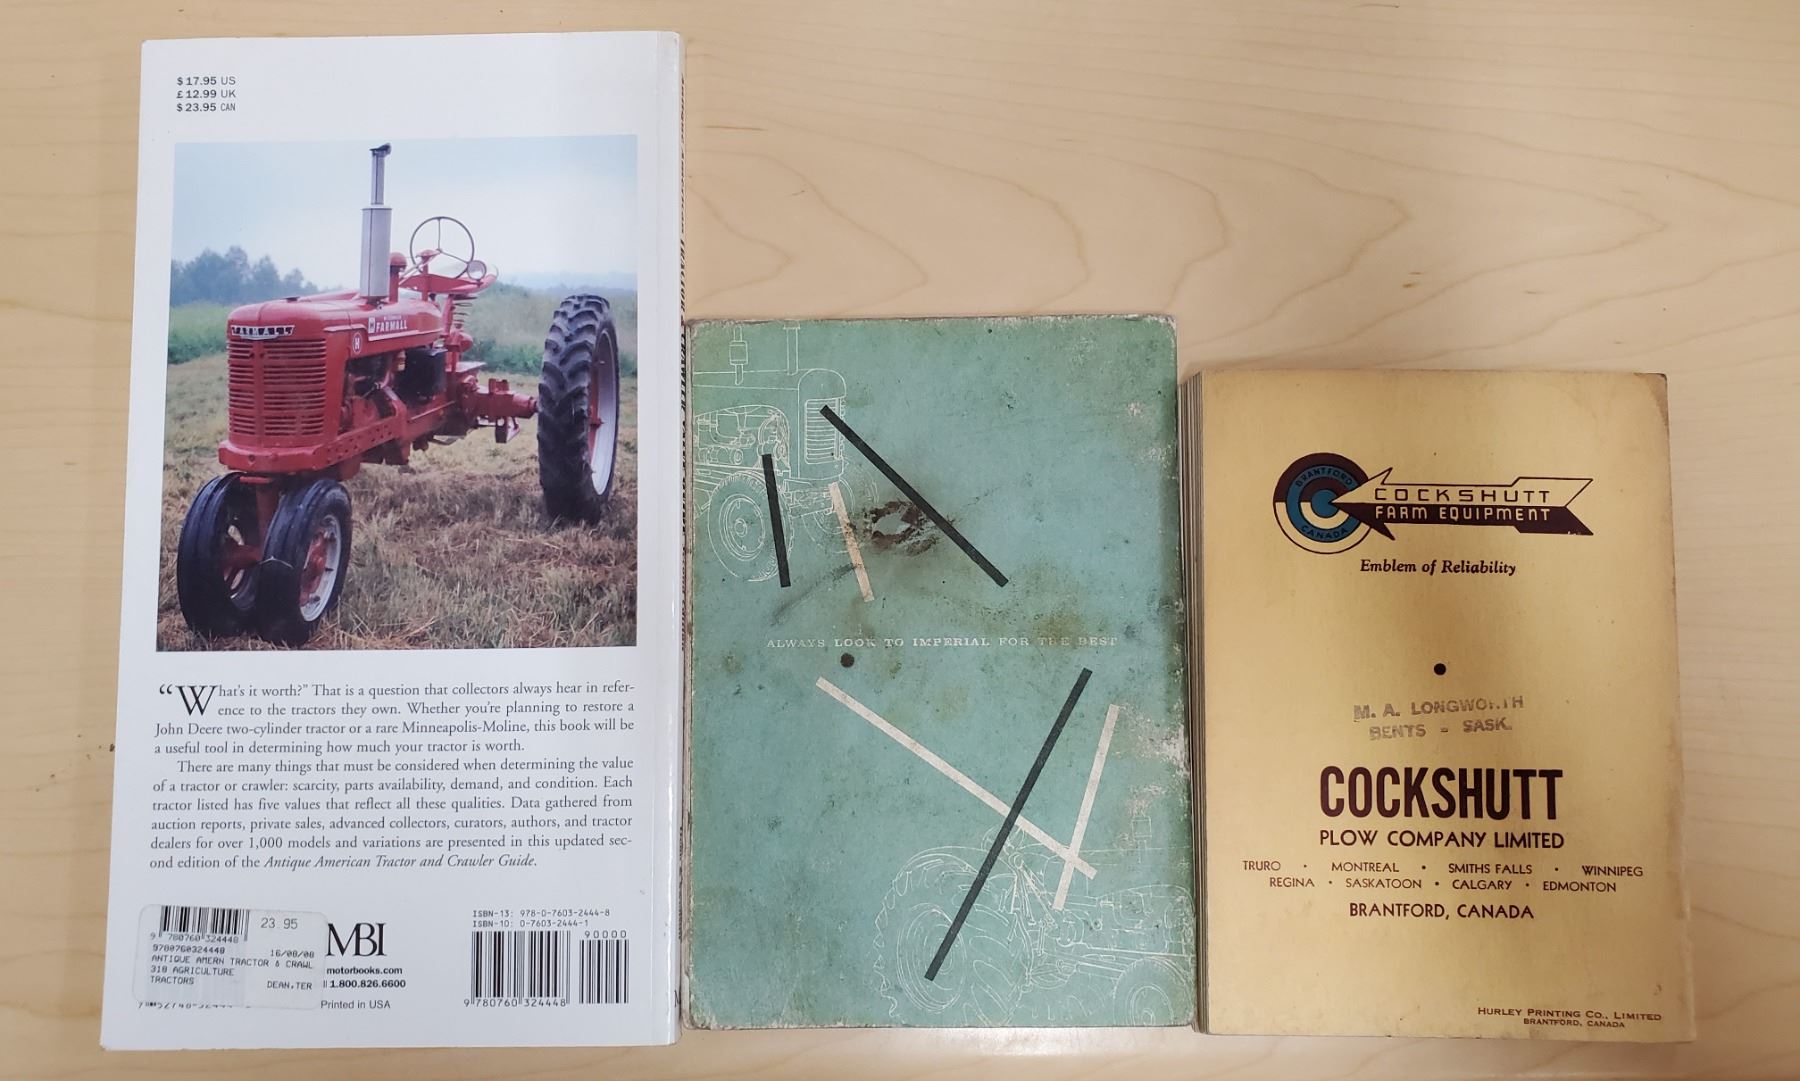 $17.95 US
£12.99 UK
$23.95 CAN
FARMALL
FARMALL
H
“What's it worth?” That is a question that collectors always hear in refer-
ence to the tractors they own. Whether you're planning to restore a
John Deere two-cylinder tractor or a rare Minneapolis-Moline, this book will be
a useful tool in determining how much your tractor is worth.
There are many things that must be considered when determining the value
of a tractor or crawler: scarcity, parts availability, demand, and condition. Each
tractor listed has five values that reflect all these qualities. Data gathered from
auction reports, private sales, advanced collectors, curators, authors, and tractor
dealers for over 1,000 models and variations are presented in this updated sec-
ond edition of the Antique American Tractor and Crawler Guide.
23.95
9 780760 324448
9780760324448 16/08/08
ANTIQUE AMERN TRACTOR & CRAWL
318 AGRICULTURE
TRACTORS DEAN,TER
MBI
motorbooks.com
1.800.826.6600
Printed in USA
ISBN-13: 978-0-7603-2444-8
ISBN-10: 0-7603-2444-1
90000
9 780760 324448
ALWAYS LOOK TO IMPERIAL FOR THE BEST
BRANTFORD
CANADA
COCKSHUTT
FARM EQUIPMENT
Emblem of Reliability
M. A. LONGWORTH
BENTS - SASK.
COCKSHUTT
PLOW COMPANY LIMITED
TRURO • MONTREAL • SMITHS FALLS • WINNIPEG
REGINA • SASKATOON • CALGARY • EDMONTON
BRANTFORD, CANADA
HURLEY PRINTING CO., LIMITED
BRANTFORD, CANADA